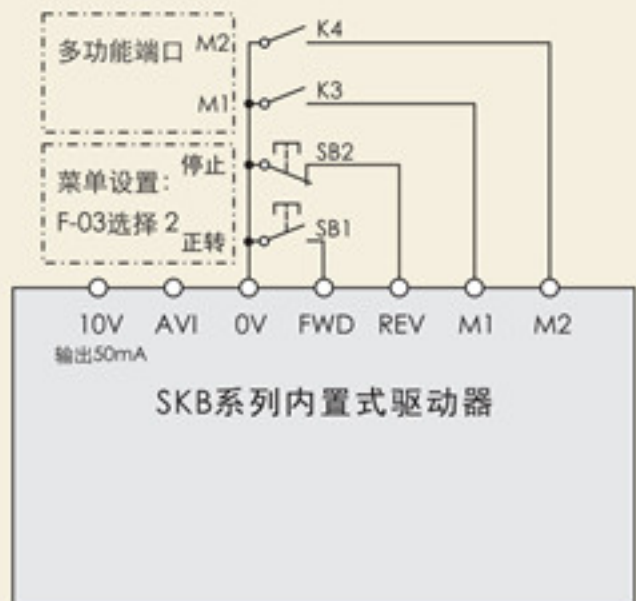 多功能端口
M2
K4
M1
K3
菜单设置:
停止
SB2
F-03选择 2
正转
SB1
10V AVI 0V FWD REV M1 M2
输出50mA
SKB系列内置式驱动器